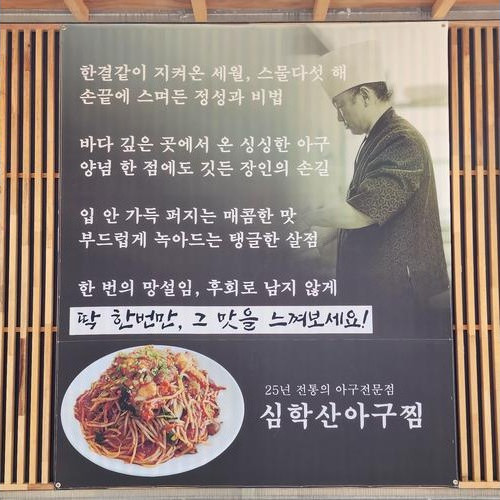 한결같이 지켜온 세월, 스물다섯 해
손끝에 스며든 정성과 비법
바다 깊은 곳에서 온 싱싱한 아구
양념 한 점에도 깃든 장인의 손길
입 안 가득 퍼지는 매콤한 맛
부드럽게 녹아드는 탱글한 살점
한 번의 망설임, 후회로 남지 않게
딱 한번만, 그 맛을 느껴보세요!
25년 전통의 아구전문점
심학산아구찜